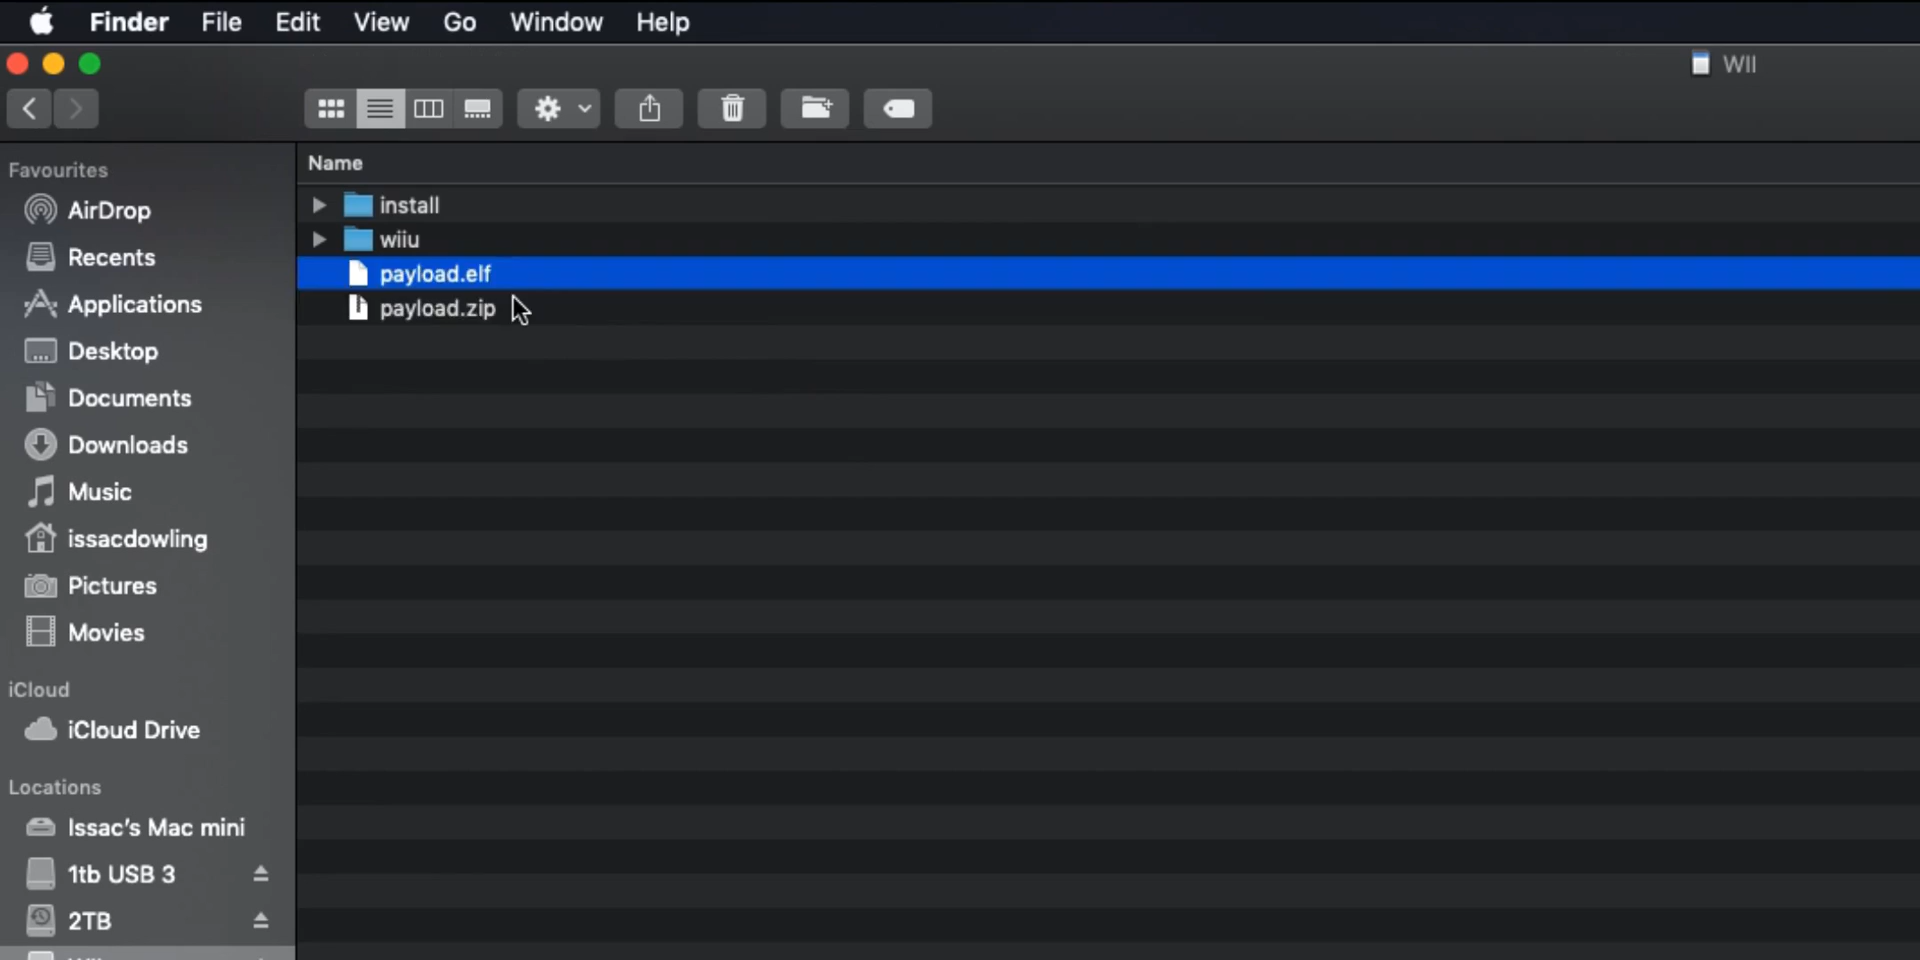 Finder File Edit View Go Window Help
WII
Name
Favourites
AirDrop
Recents
Applications
Desktop
Documents
Downloads
Music
issacdowling
Pictures
Movies
iCloud
iCloud Drive
Locations
Issac's Mac mini
1tb USB 3
2TB
install
wiiu
payload.elf
payload.zip